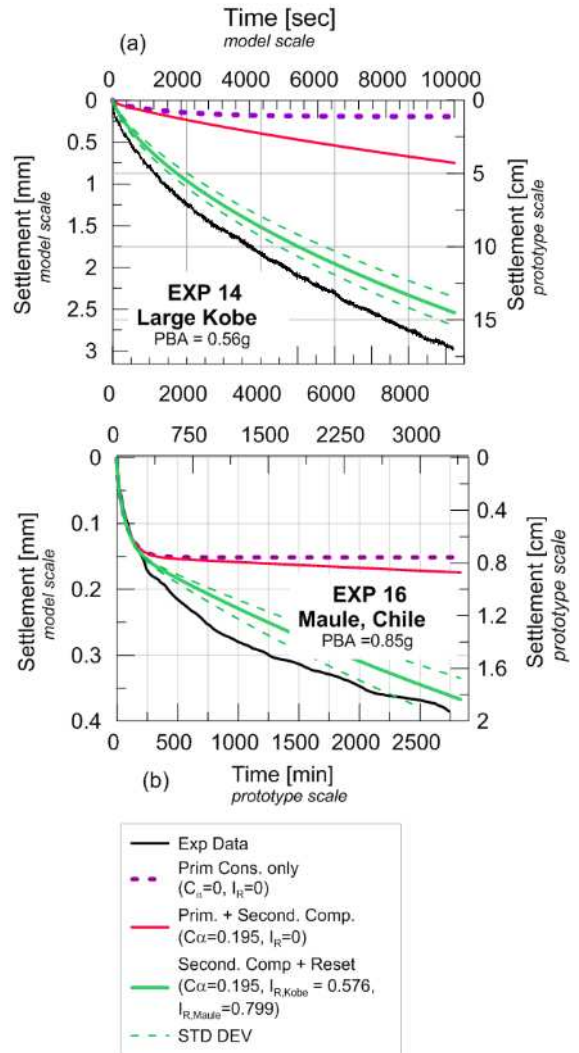 Time [sec]
model scale
(a)
0 2000 4000 6000 8000 10000
0 0.5 1 1.5 2 2.5 3
Settlement [mm]
model scale
0 5 10 15
Settlement [cm]
prototype scale
EXP 14
Large Kobe
PBA = 0.56g
0 2000 4000 6000 8000
0 750 1500 2250 3000
0 0.1 0.2 0.3 0.4
Settlement [mm]
model scale
0 0.4 0.8 1.2 1.6 2
Settlement [cm]
prototype scale
EXP 16
Maule, Chile
PBA =0.85g
0 500 1000 1500 2000 2500
(b)
Time [min]
prototype scale
Exp Data
Prim Cons. only
(Cα=0, IR=0)
Prim. + Second. Comp.
(Cα=0.195, IR=0)
Second. Comp + Reset
(Cα=0.195, IR,Kobe = 0.576,
IR,Maule=0.799)
STD DEV